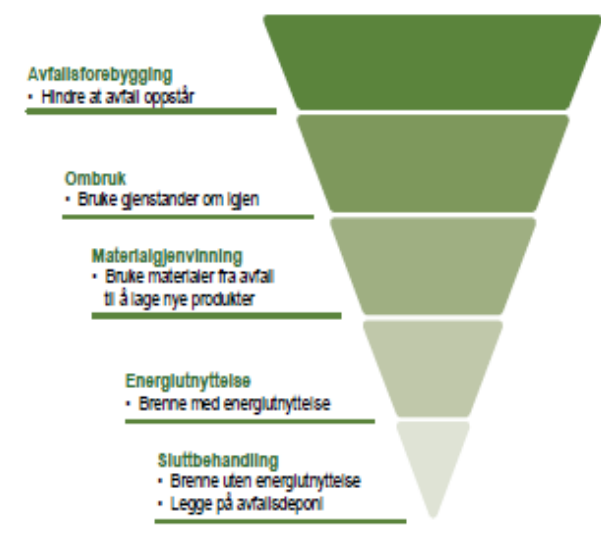 Avfallsforebygging
• Hindre at avfall oppstår
Ombruk
• Bruke gjenstander om igjen
Materialgjenvinning
• Bruke materialer fra avfall
til å lage nye produkter
Energiutnyttelse
• Brenne med energiutnyttelse
Sluttbehandling
• Brenne uten energiutnyttelse
• Legge på avfallsdeponi